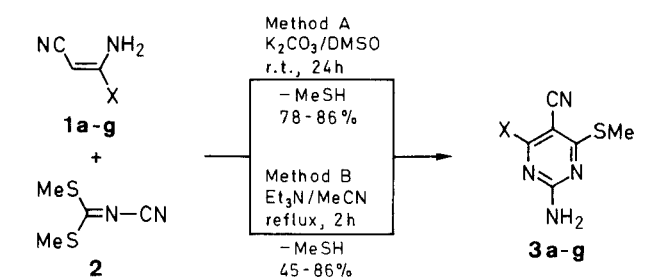 NC NH2
X
1a-g
+
MeS
N-CN
MeS
2
Method A
K2CO3/DMSO
r.t., 24h
-MeSH
78-86%
Method B
Et3N/MeCN
reflux, 2h
-MeSH
45-86%
CN
X SMe
N N
NH2
3a-g